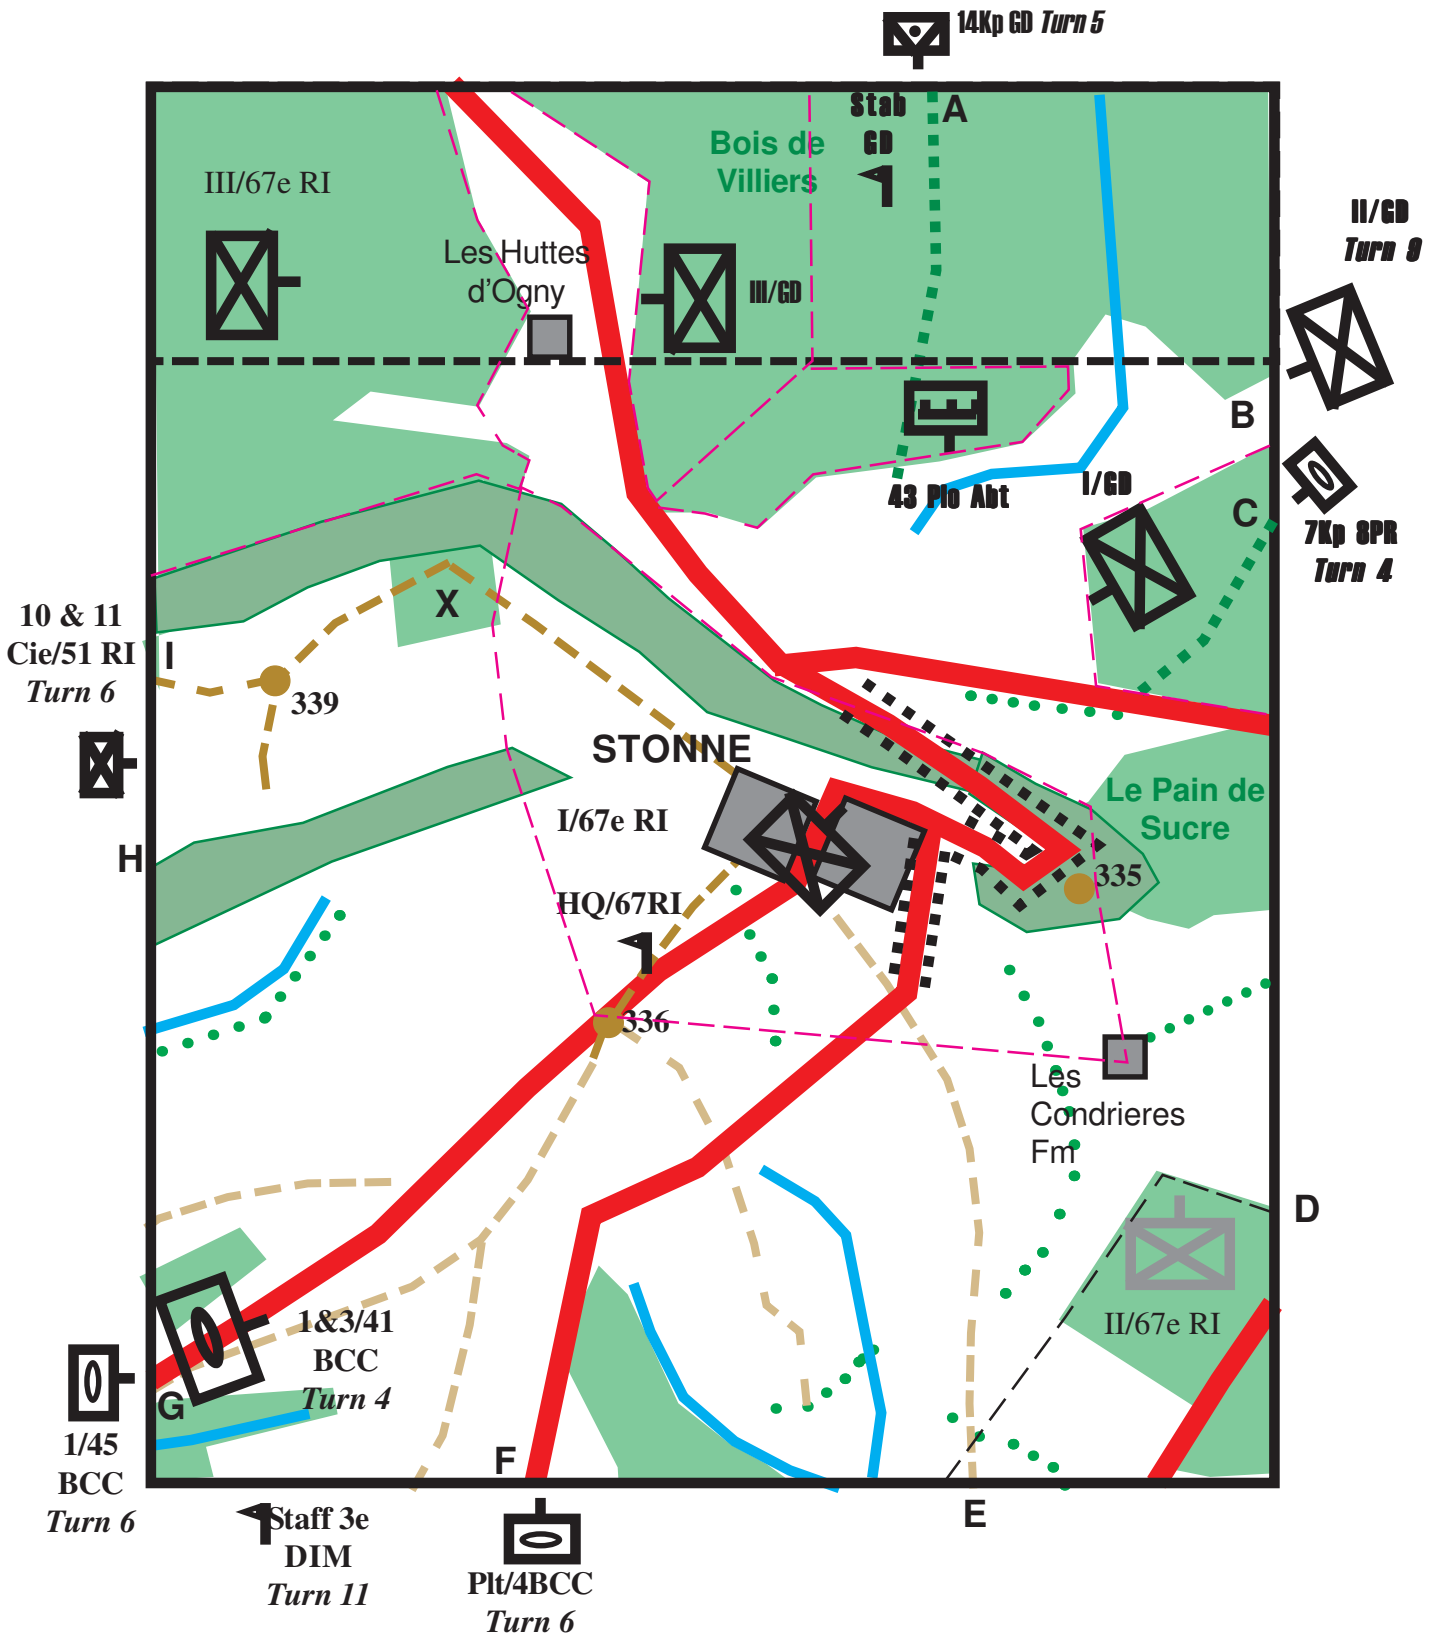 14Kp GD Turn 5
Stab
GD
A
Bois de
Villiers
III/67e RI
II/GD
Turn 9
Les Huttes
d'Ogny
III/GD
B
I/GD
43 Pio Abt
C
7Kp 8PR
Turn 4
10 & 11
Cie/51 RI
Turn 6
I
X
339
STONNE
Le Pain de
Sucre
I/67e RI
H
335
HQ/67RI
336
Les
Condrieres
Fm
D
II/67e RI
1&3/41
BCC
Turn 4
G
1/45
BCC
Turn 6
F
E
Staff 3e
DIM
Turn 11
Plt/4BCC
Turn 6